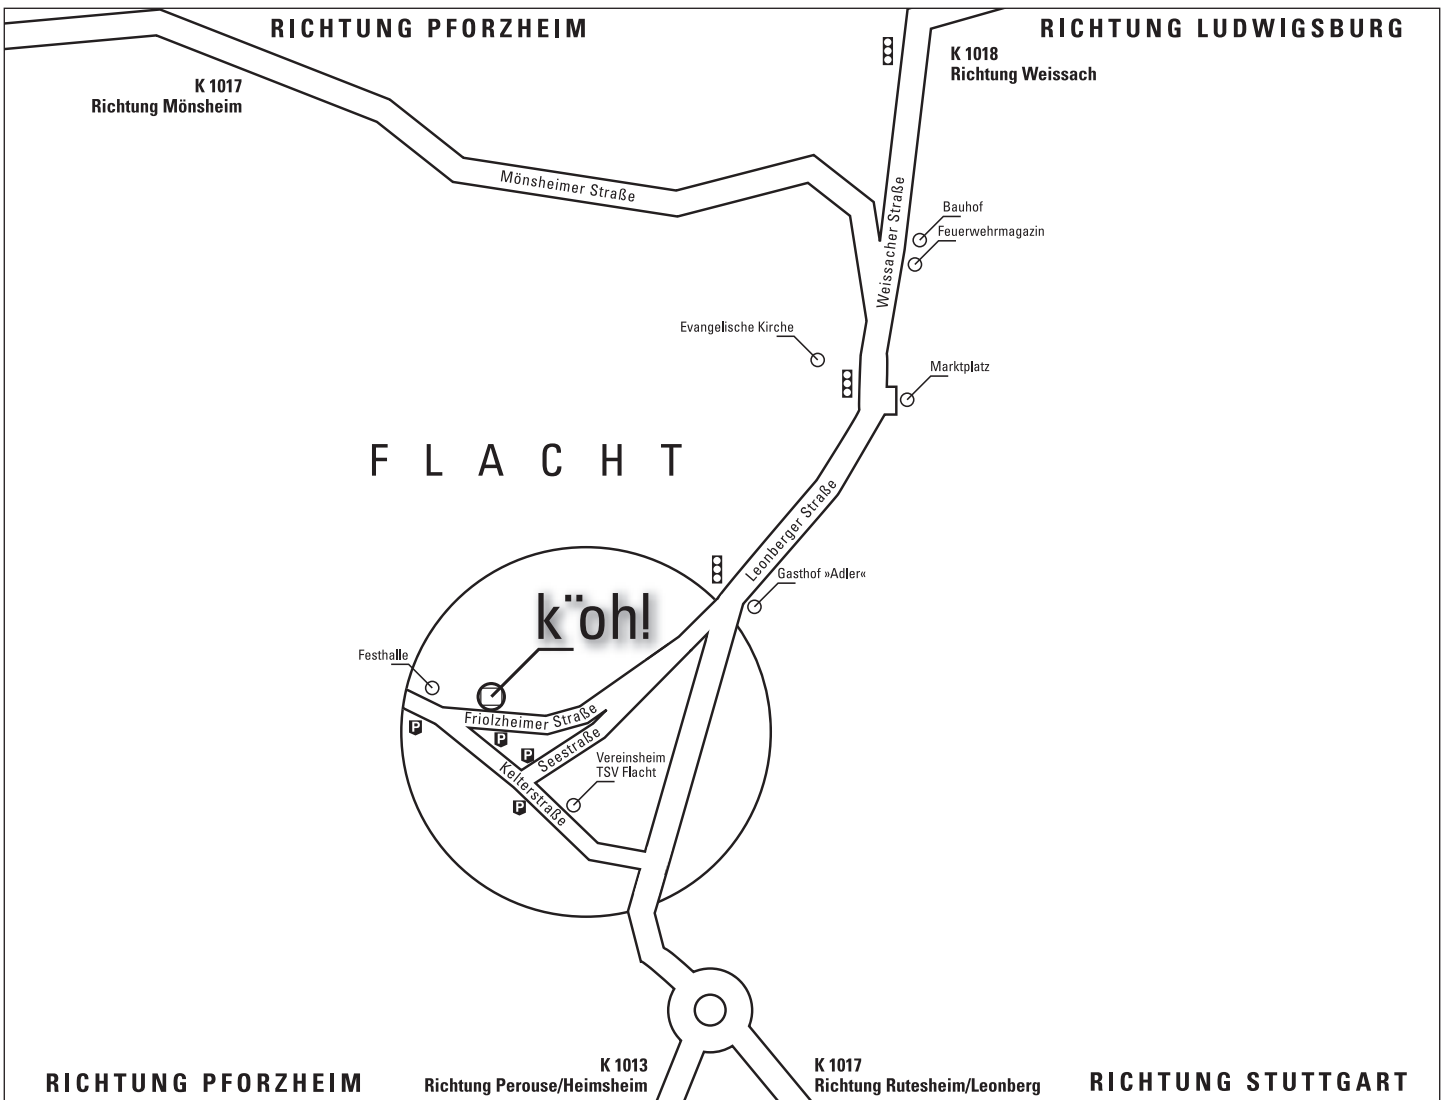 RICHTUNG PFORZHEIM
RICHTUNG LUDWIGSBURG
K 1018
Richtung Weissach
K 1017
Richtung Mönsheim
Mönsheimer Straße
Weissacher Straße
Bauhof
Feuerwehrmagazin
Evangelische Kirche
Marktplatz
FLACHT
Leonberger Straße
Gasthof »Adler«
k¨oh!
Festhalle
Friolzheimer Straße
P
P
P
Seestraße
Vereinsheim
TSV Flacht
Kelterstraße
P
K 1013
Richtung Perouse/Heimsheim
K 1017
Richtung Rutesheim/Leonberg
RICHTUNG PFORZHEIM
RICHTUNG STUTTGART